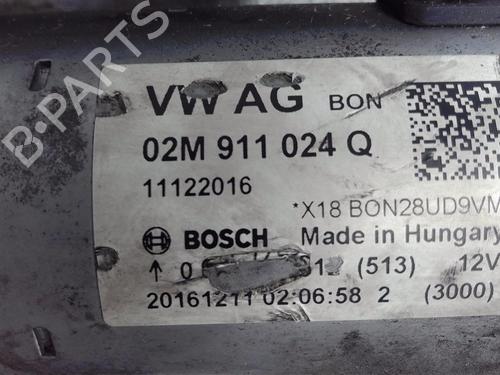 B-PARTS
VW AG BON
02M 911 024 Q
11122016
*X18 BON28UD9VM
BOSCH Made in Hungary
0 (513) 12V
20161211 02:06:58 2 (3000)